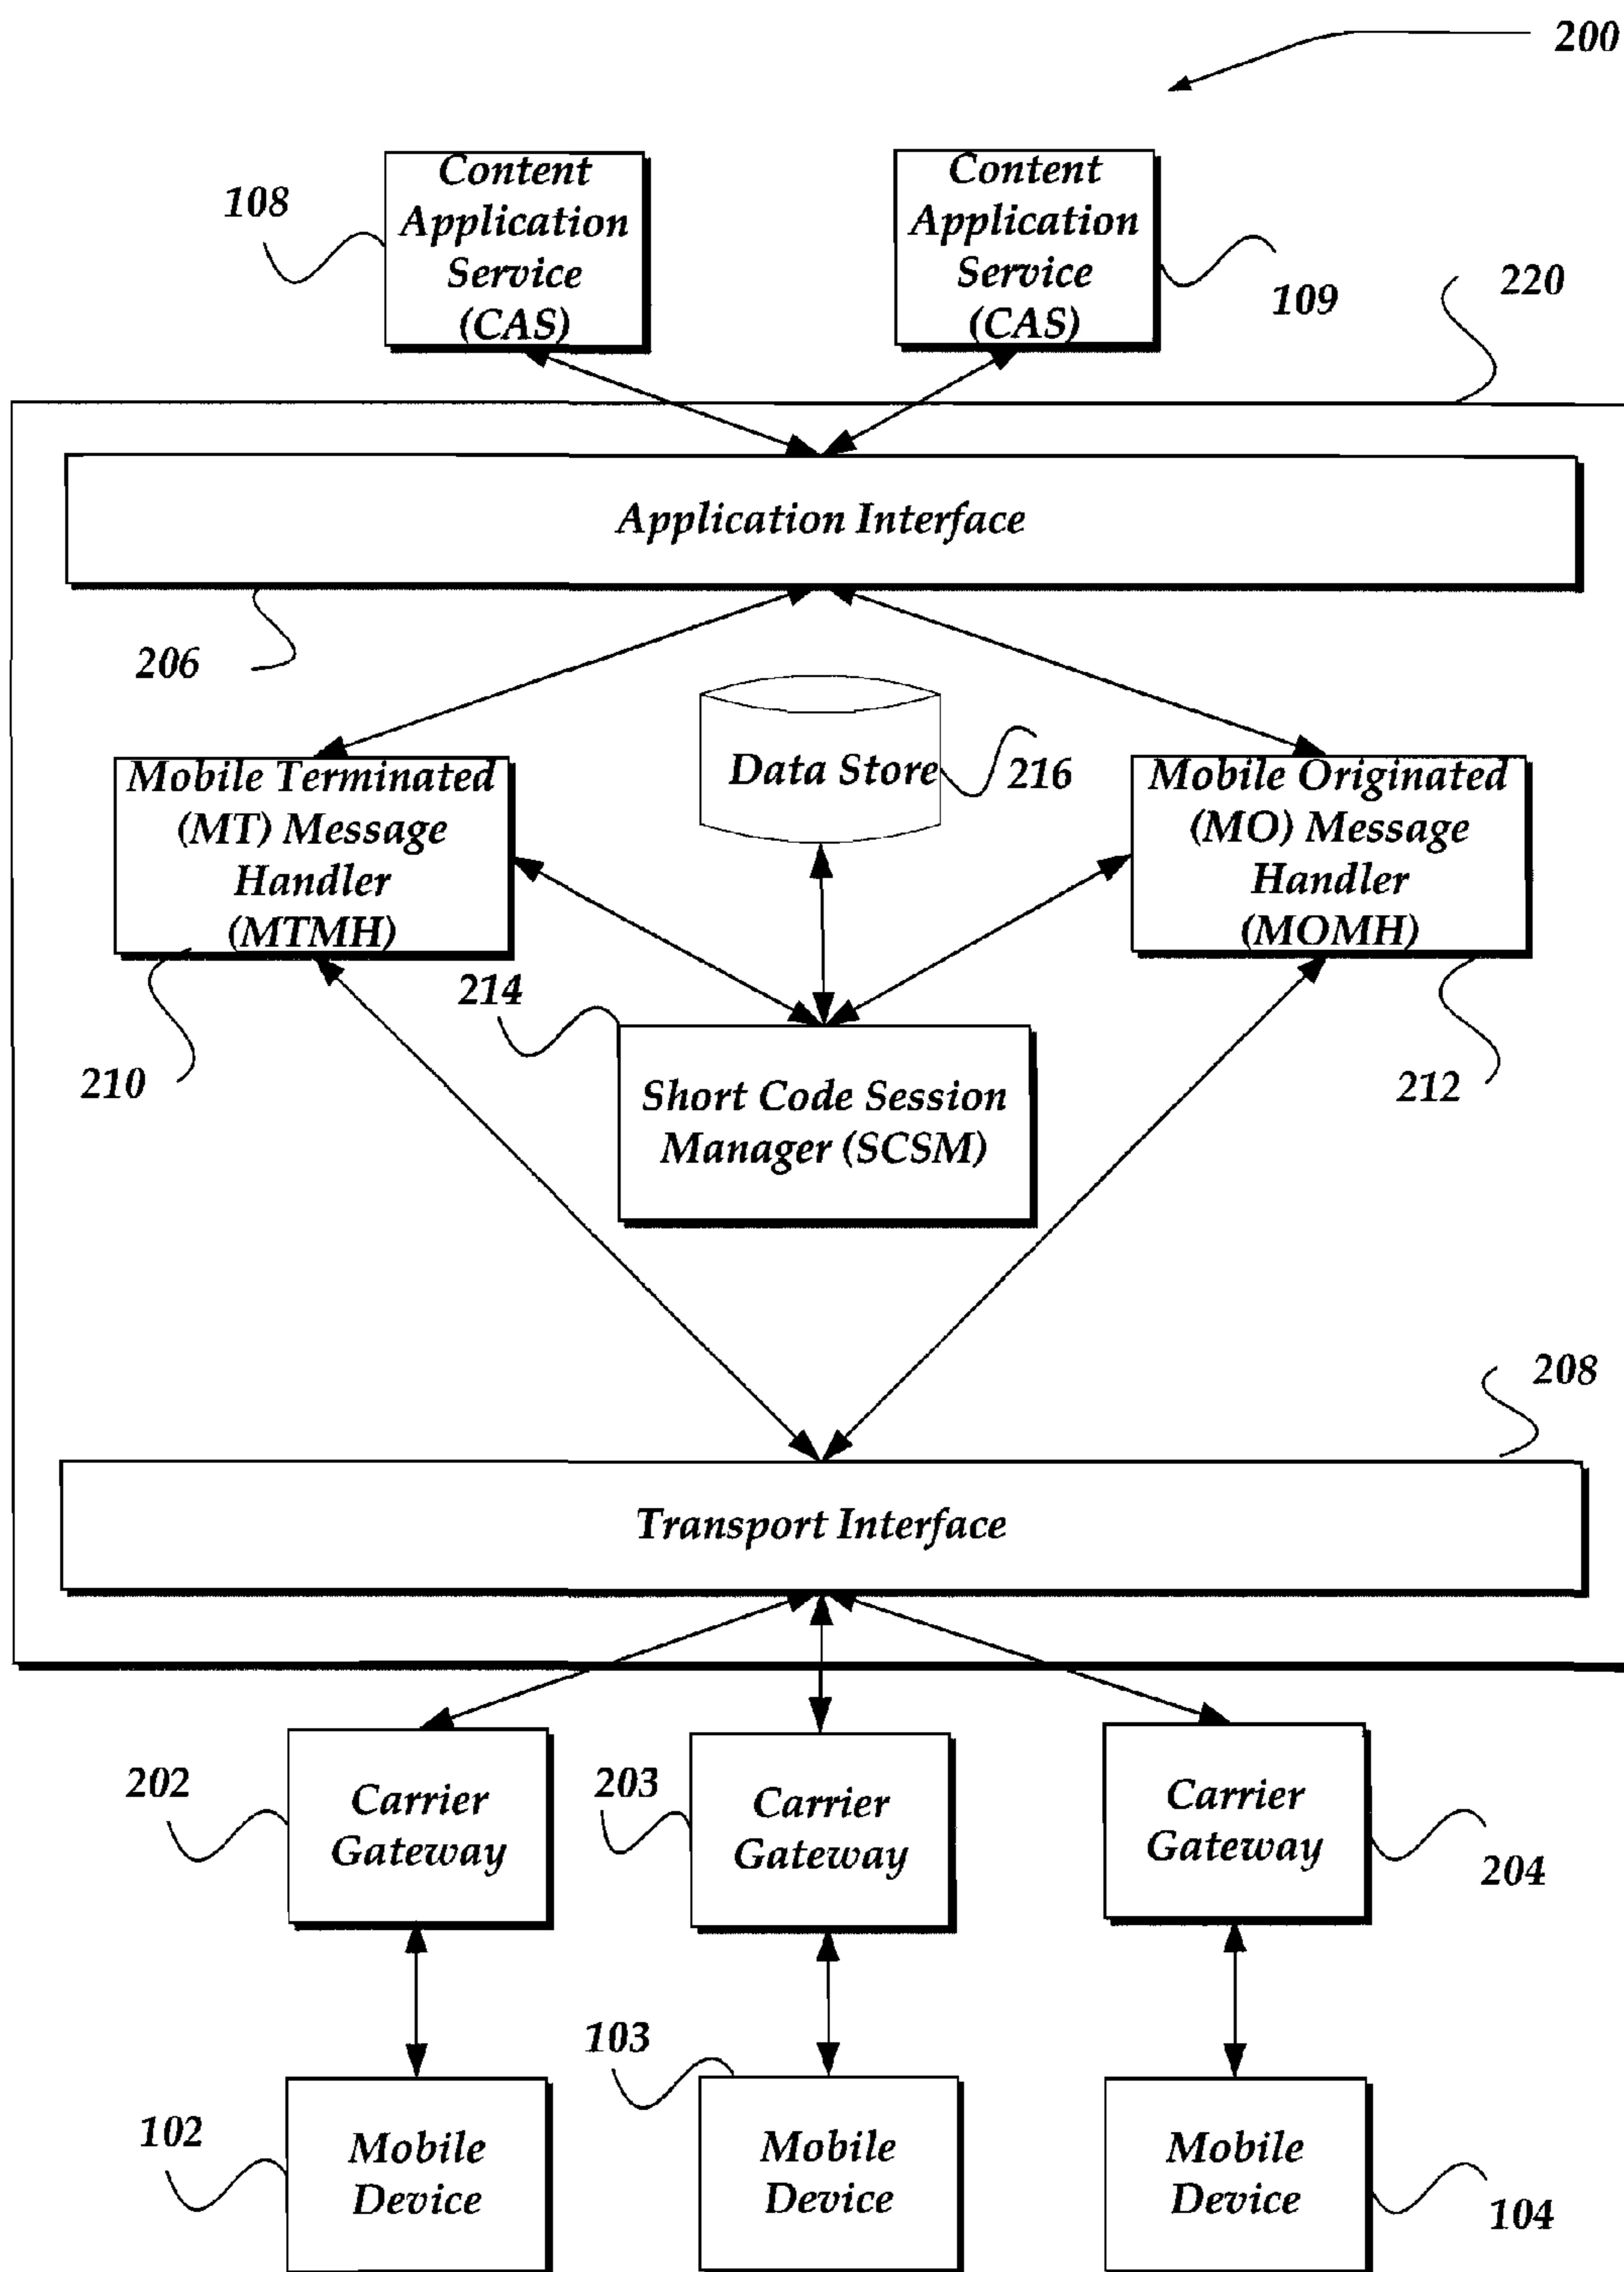 200
Content
Application
Service
(CAS)
108
Content
Application
Service
(CAS)
109
220
Application Interface
206
Mobile Terminated
(MT) Message
Handler
(MTMH)
210
Data Store
216
Mobile Originated
(MO) Message
Handler
(MOMH)
212
214
Short Code Session
Manager (SCSM)
208
Transport Interface
202
Carrier
Gateway
203
Carrier
Gateway
Carrier
Gateway
204
102
Mobile
Device
103
Mobile
Device
Mobile
Device
104